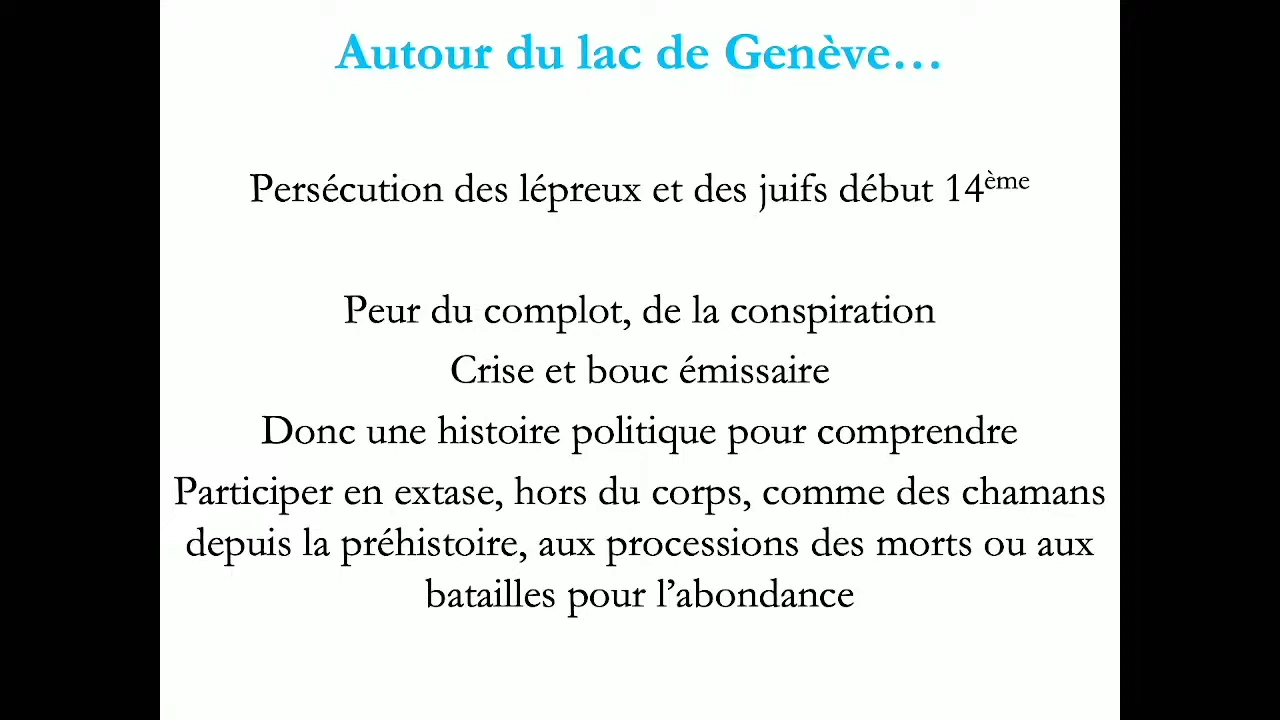 Autour du lac de Genève…
Persécution des lépreux et des juifs début 14ème
Peur du complot, de la conspiration
Crise et bouc émissaire
Donc une histoire politique pour comprendre
Participer en extase, hors du corps, comme des chamans
depuis la préhistoire, aux processions des morts ou aux
batailles pour l’abondance